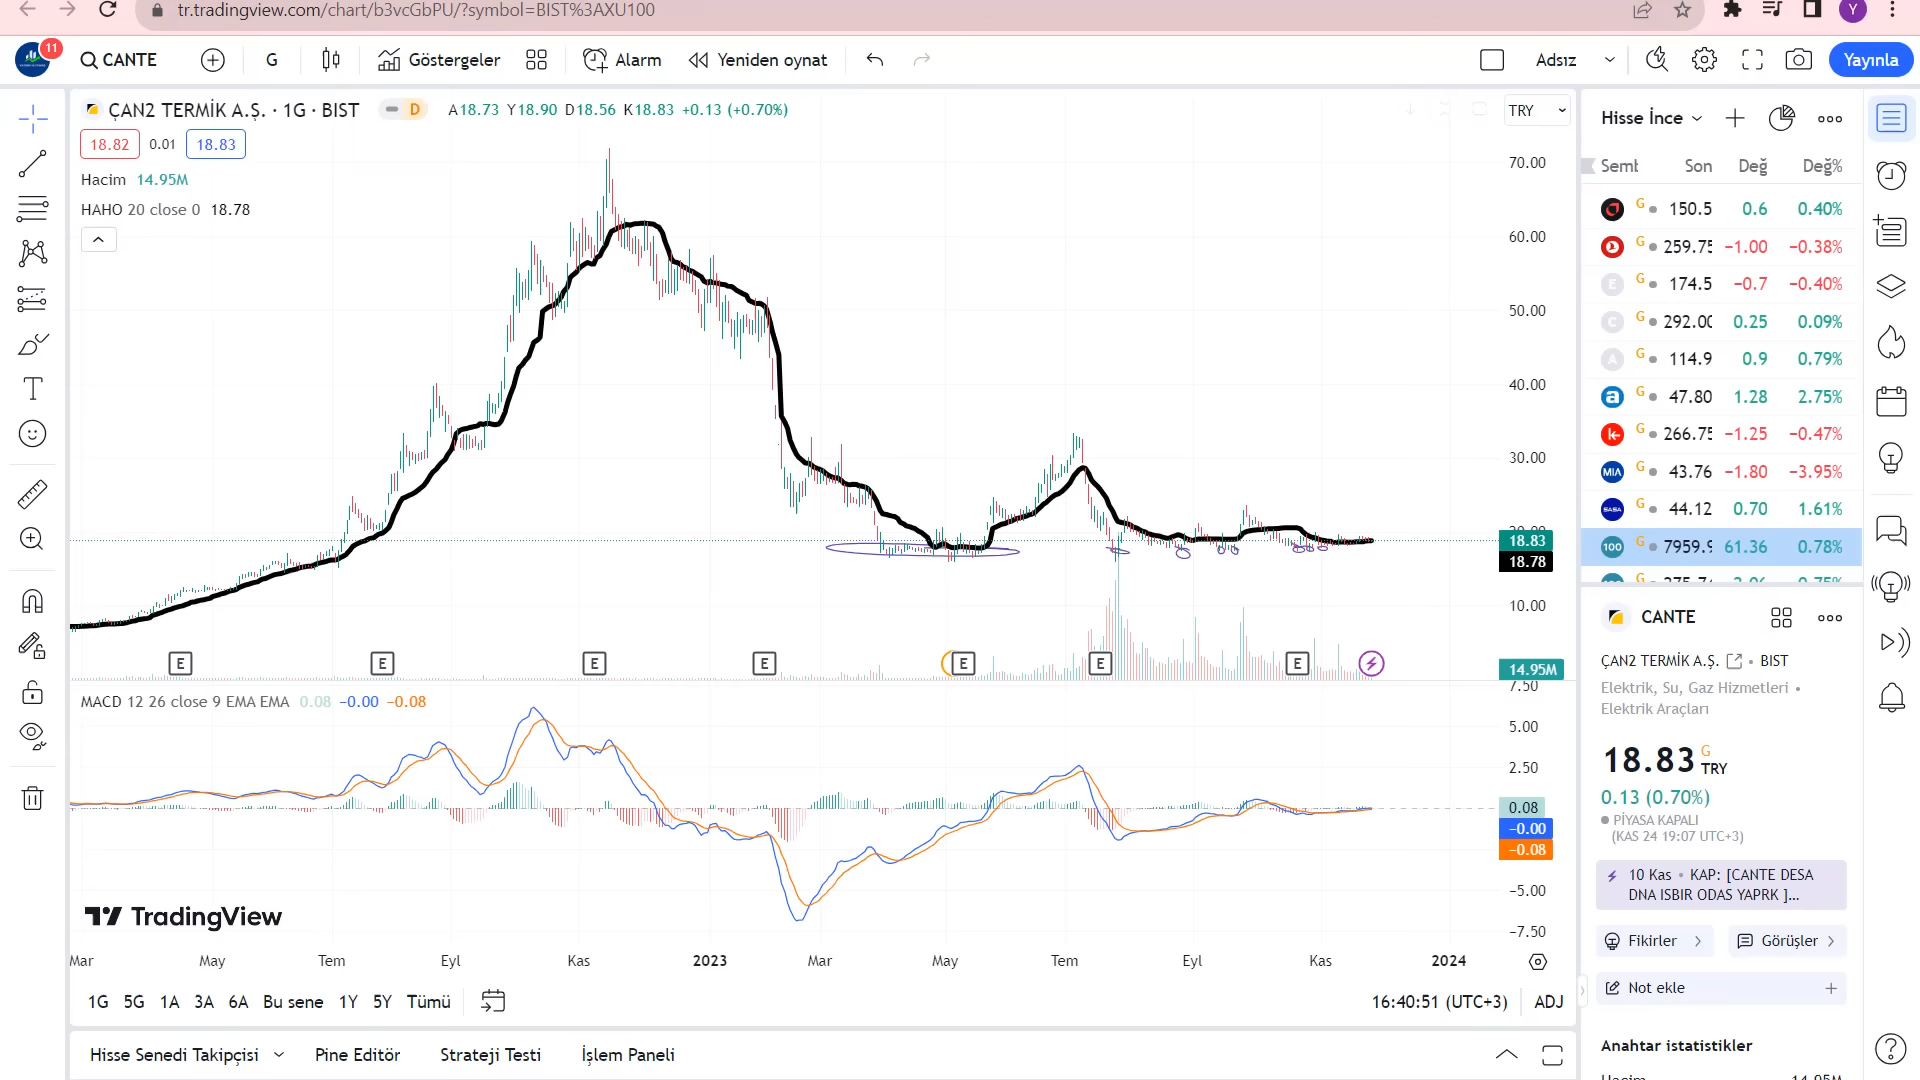 tr.tradingview.com/chart/b3vcGbPU/?symbol=BIST%3AXU100
Y
11
CANTE
G
Göstergeler
Alarm
Yeniden oynat
Adsız
Yayınla
ÇAN2 TERMİK A.Ş. · 1G · BIST
D
A18.73 Y18.90 D18.56 K18.83 +0.13 (+0.70%)
TRY
18.82 0.01 18.83
Hacim 14.95M
HAHO 20 close 0 18.78
70.00
60.00
50.00
40.00
30.00
18.83
18.78
10.00
14.95M
E E E E E E E
MACD 12 26 close 9 EMA EMA 0.08 −0.00 −0.08
7.50
5.00
2.50
0.08
−0.00
−0.08
−5.00
−7.50
TradingView
Mar May Tem Eyl Kas 2023 Mar May Tem Eyl Kas 2024
1G 5G 1A 3A 6A Bu sene 1Y 5Y Tümü
16:40:51 (UTC+3) ADJ
Hisse Senedi Takipçisi Pine Editör Strateji Testi İşlem Paneli
Hisse İnce
Semt Son Değ Değ%
G 150.5 0.6 0.40%
G 259.75 −1.00 −0.38%
E G 174.5 −0.7 −0.40%
C G 292.00 0.25 0.09%
A G 114.9 0.9 0.79%
a G 47.80 1.28 2.75%
G 266.75 −1.25 −0.47%
MIA G 43.76 −1.80 −3.95%
SASA G 44.12 0.70 1.61%
100 G 7959.9 61.36 0.78%
CANTE
ÇAN2 TERMİK A.Ş. • BIST
Elektrik, Su, Gaz Hizmetleri •
Elektrik Araçları
18.83 G TRY
0.13 (0.70%)
PİYASA KAPALI
(KAS 24 19:07 UTC+3)
10 Kas • KAP: [CANTE DESA
DNA ISBIR ODAS YAPRK ]...
Fikirler
Görüşler
Not ekle
Anahtar istatistikler